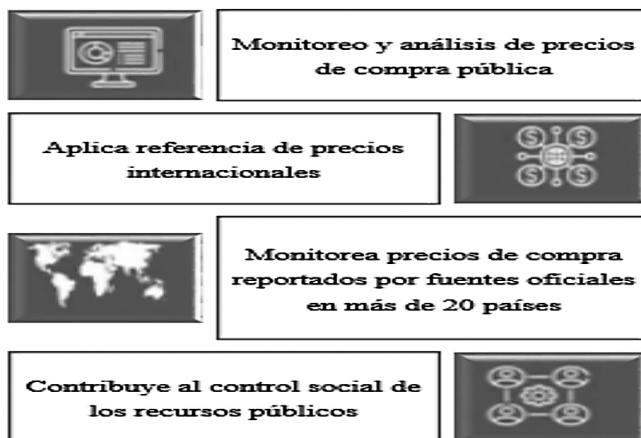 Monitoreo y análisis de precios
de compra pública
Aplica referencia de precios
internacionales
Monitorea precios de compra
reportados por fuentes oficiales
en más de 20 países
Contribuye al control social de
los recursos públicos